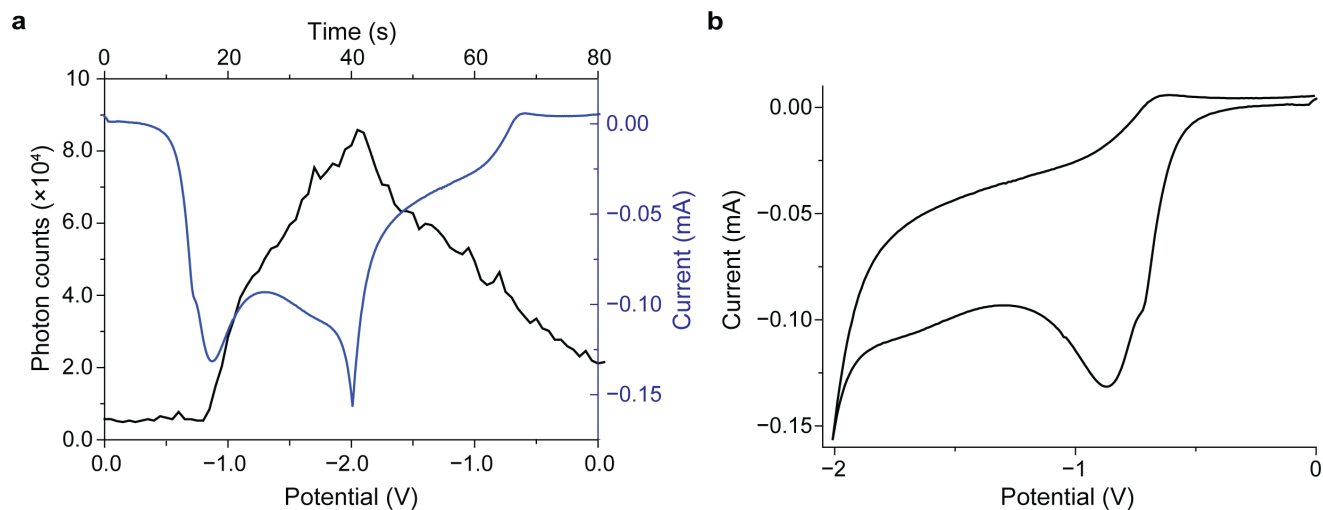 a
Time (s)
0 20 40 60 80
10
8.0
6.0
4.0
2.0
0.0
Photon counts (×10⁴)
0.00
−0.05
−0.10
−0.15
Current (mA)
0.0 −1.0 −2.0 −1.0 0.0
Potential (V)
b
0.00
−0.05
−0.10
−0.15
Current (mA)
−2 −1 0
Potential (V)